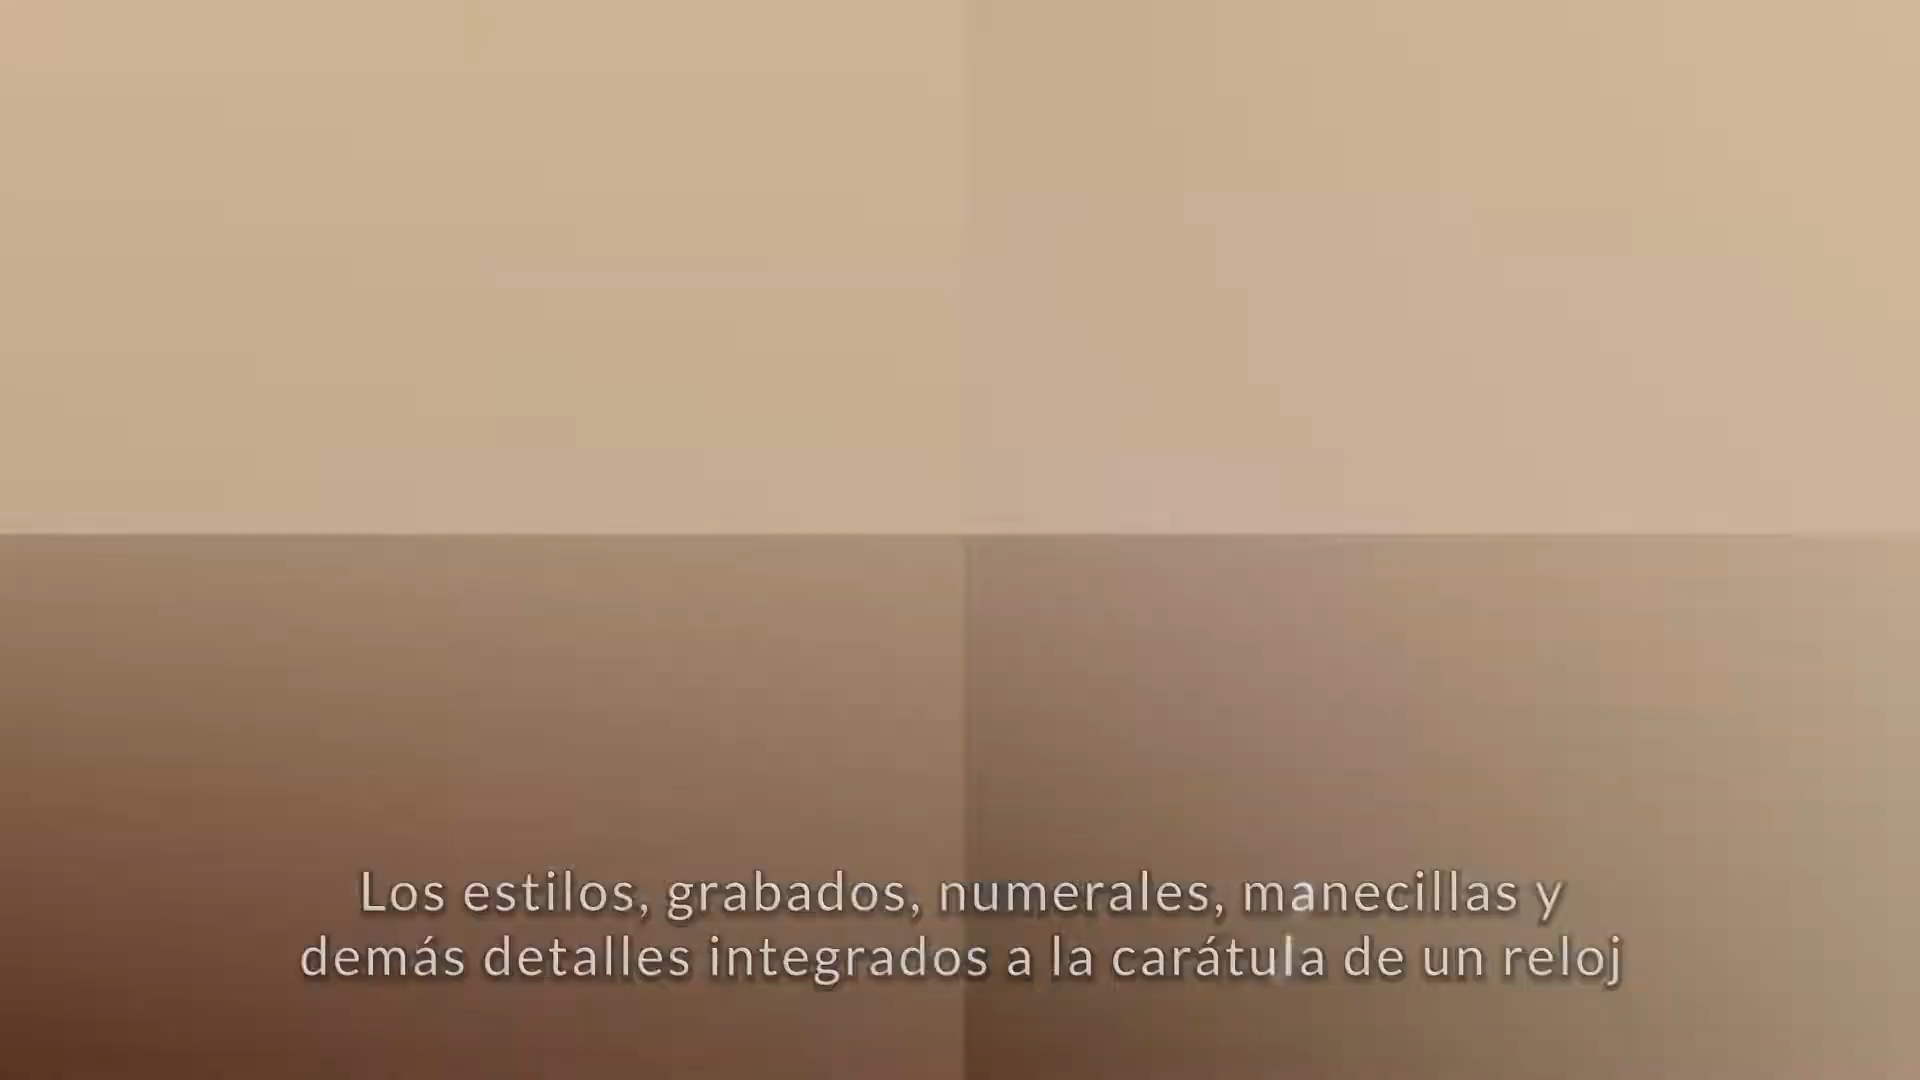 Los estilos, grabados, numerales, manecillas y
demás detalles integrados a la carátula de un reloj